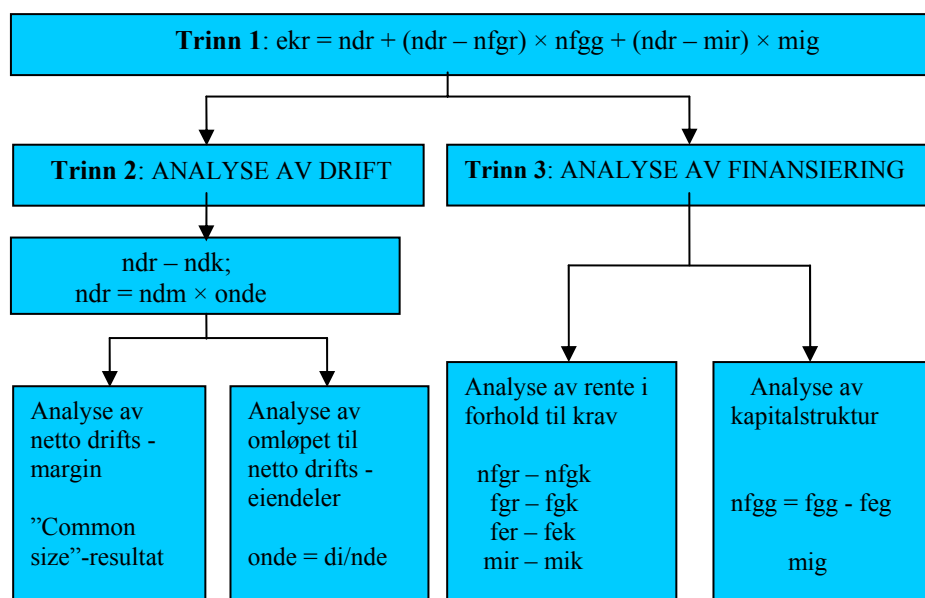 Trinn 1: ekr = ndr + (ndr – nfgr) × nfgg + (ndr – mir) × mig
Trinn 2: ANALYSE AV DRIFT
Trinn 3: ANALYSE AV FINANSIERING
ndr – ndk;
ndr = ndm × onde
Analyse av
netto drifts -
margin
”Common
size”-resultat
Analyse av
omløpet til
netto drifts -
eiendeler
onde = di/nde
Analyse av rente i
forhold til krav
nfgr – nfgk
fgr – fgk
fer – fek
mir – mik
Analyse av
kapitalstruktur
nfgg = fgg - feg
mig